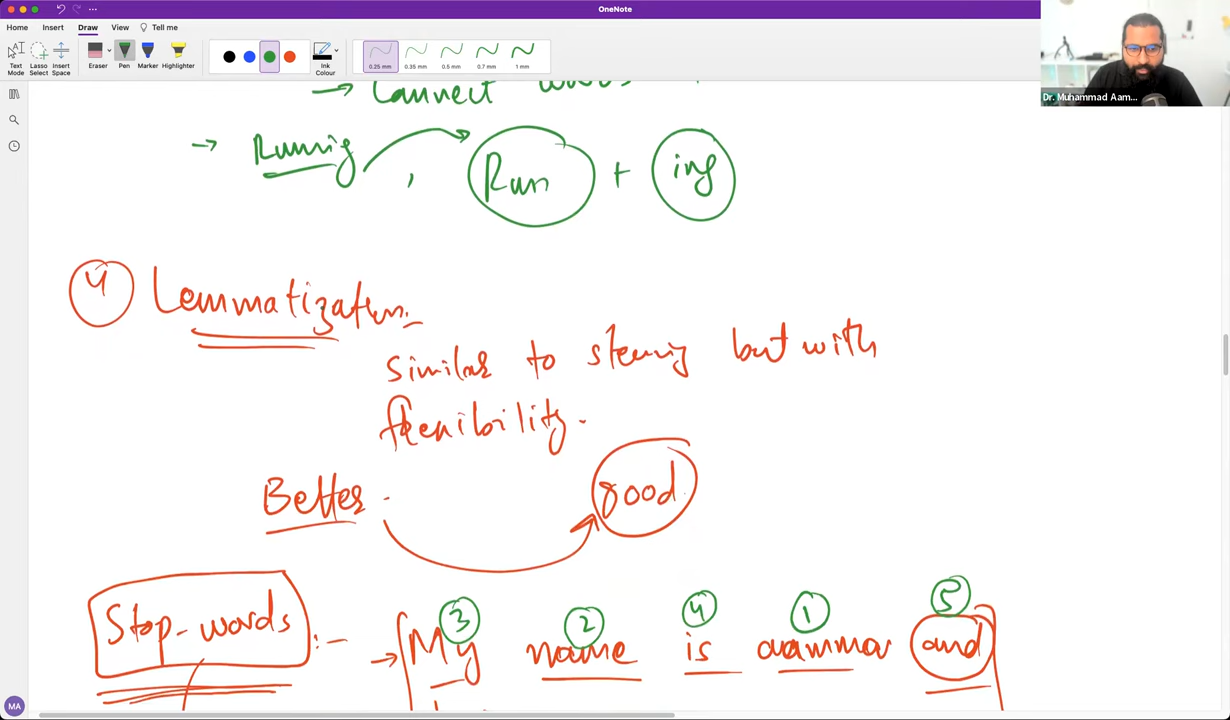 OneNote
Home Insert Draw View Tell me
Text Mode Lasso Select Insert Space Eraser Pen Marker Highlighter Ink Colour 0.25 mm 0.35 mm 0.5 mm 0.7 mm 1 mm
Dr. Muhammad Aam...
→ Connect words
→ Runnig , Run + ing
4 Lemmatization
similar to steming but with
flexibility.
Better good
Stop-words :- 3 2 4 1 5
→ My name is aammar and
MA